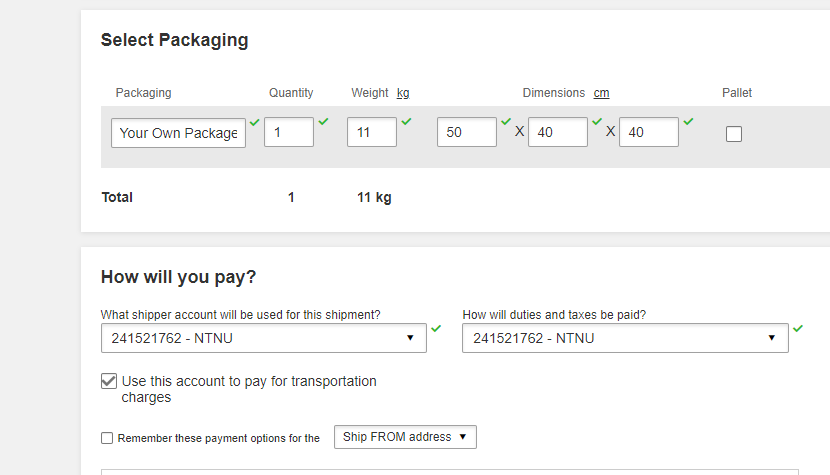 Select Packaging
Packaging Quantity Weight kg Dimensions cm Pallet
Your Own Package 1 11 50 X 40 X 40
Total 1 11 kg
How will you pay?
What shipper account will be used for this shipment? How will duties and taxes be paid?
241521762 - NTNU 241521762 - NTNU
Use this account to pay for transportation
charges
Remember these payment options for the Ship FROM address